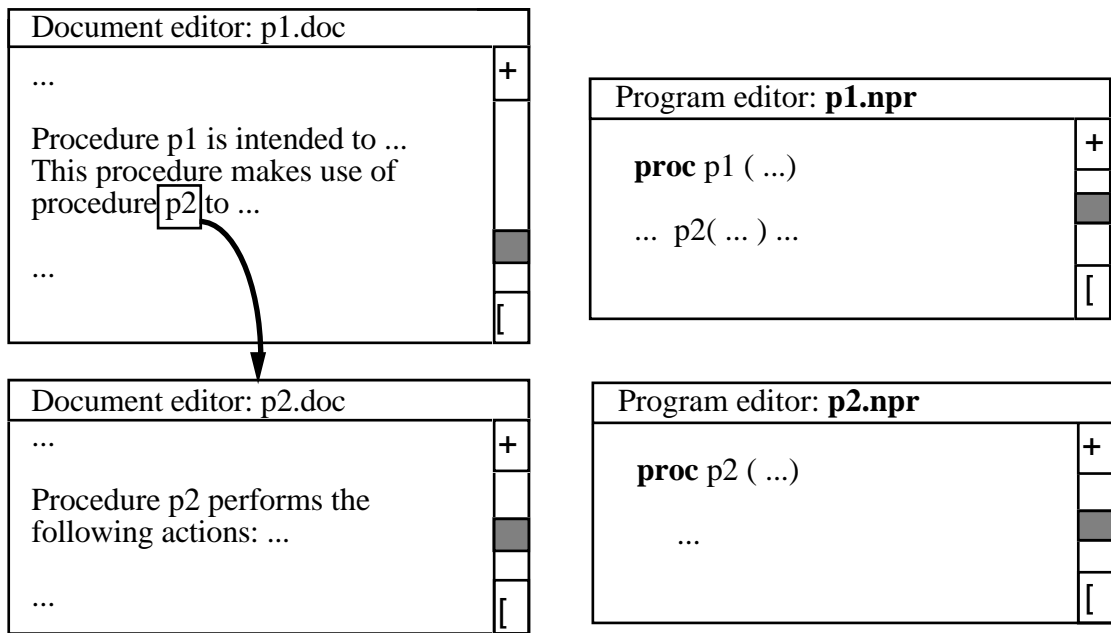 Document editor: p1.doc
...
+
Procedure p1 is intended to ...
This procedure makes use of
procedure p2 to ...
...
[
Program editor: p1.npr
+
proc p1 ( ...)
... p2( ... ) ...
[
Document editor: p2.doc
...
+
Procedure p2 performs the
following actions: ...
...
[
Program editor: p2.npr
+
proc p2 ( ...)
...
[